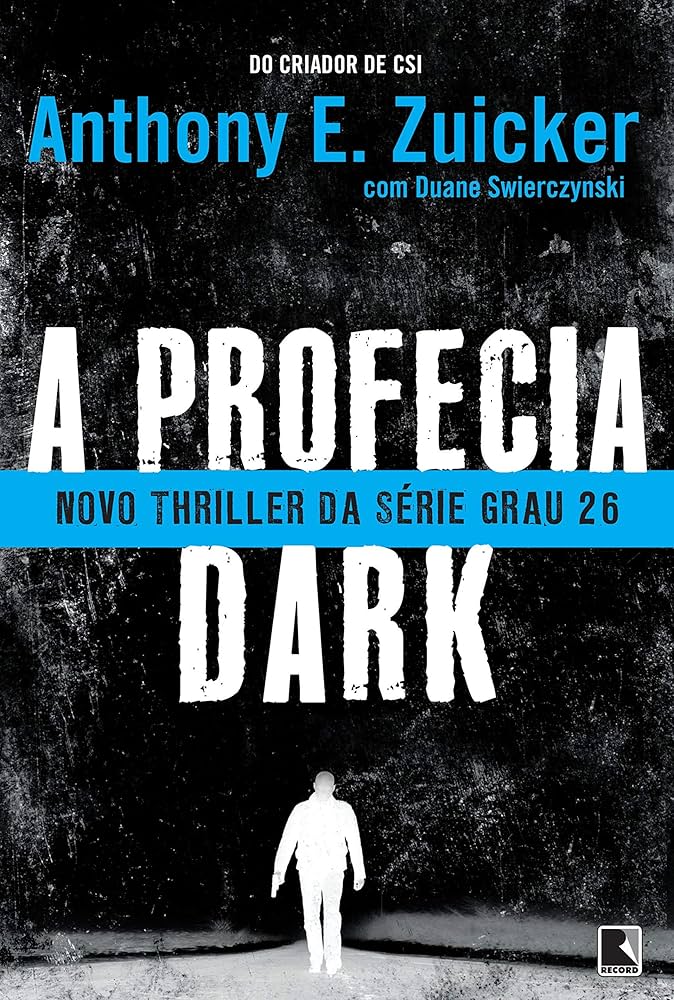 DO CRIADOR DE CSI
Anthony E. Zuicker
com Duane Swierczynski
A PROFECIA
NOVO THRILLER DA SÉRIE GRAU 26
DARK
RECORD